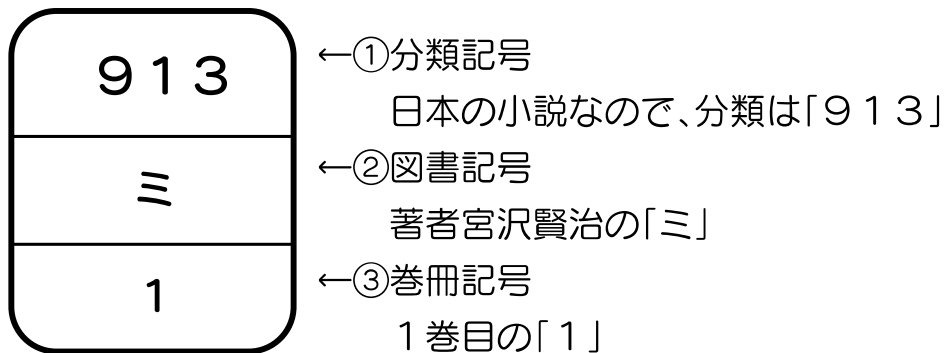 ９１３
←①分類記号
日本の小説なので、分類は「９１３」
ミ
←②図書記号
著者宮沢賢治の「ミ」
１
←③巻冊記号
１巻目の「１」